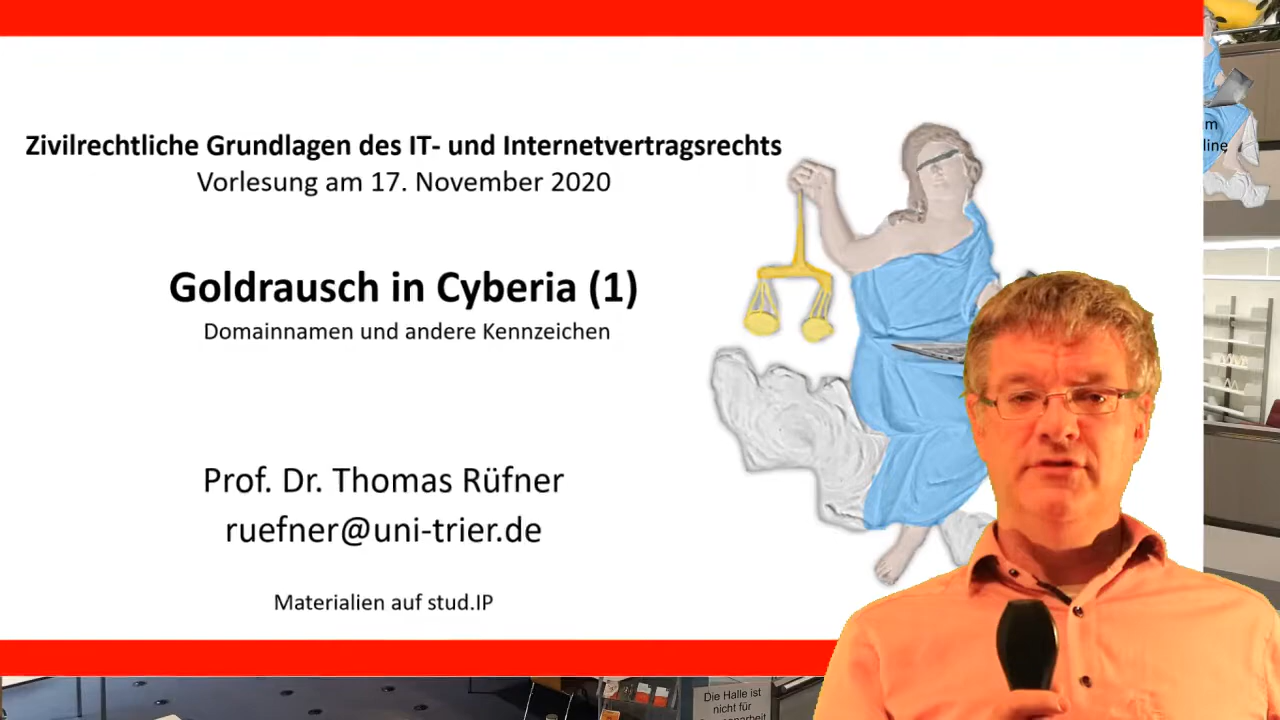 Zivilrechtliche Grundlagen des IT- und Internetvertragsrechts
Vorlesung am 17. November 2020
Goldrausch in Cyberia (1)
Domainnamen und andere Kennzeichen
Prof. Dr. Thomas Rüfner
ruefner@uni-trier.de
Materialien auf stud.IP
Die Halle ist
nicht für